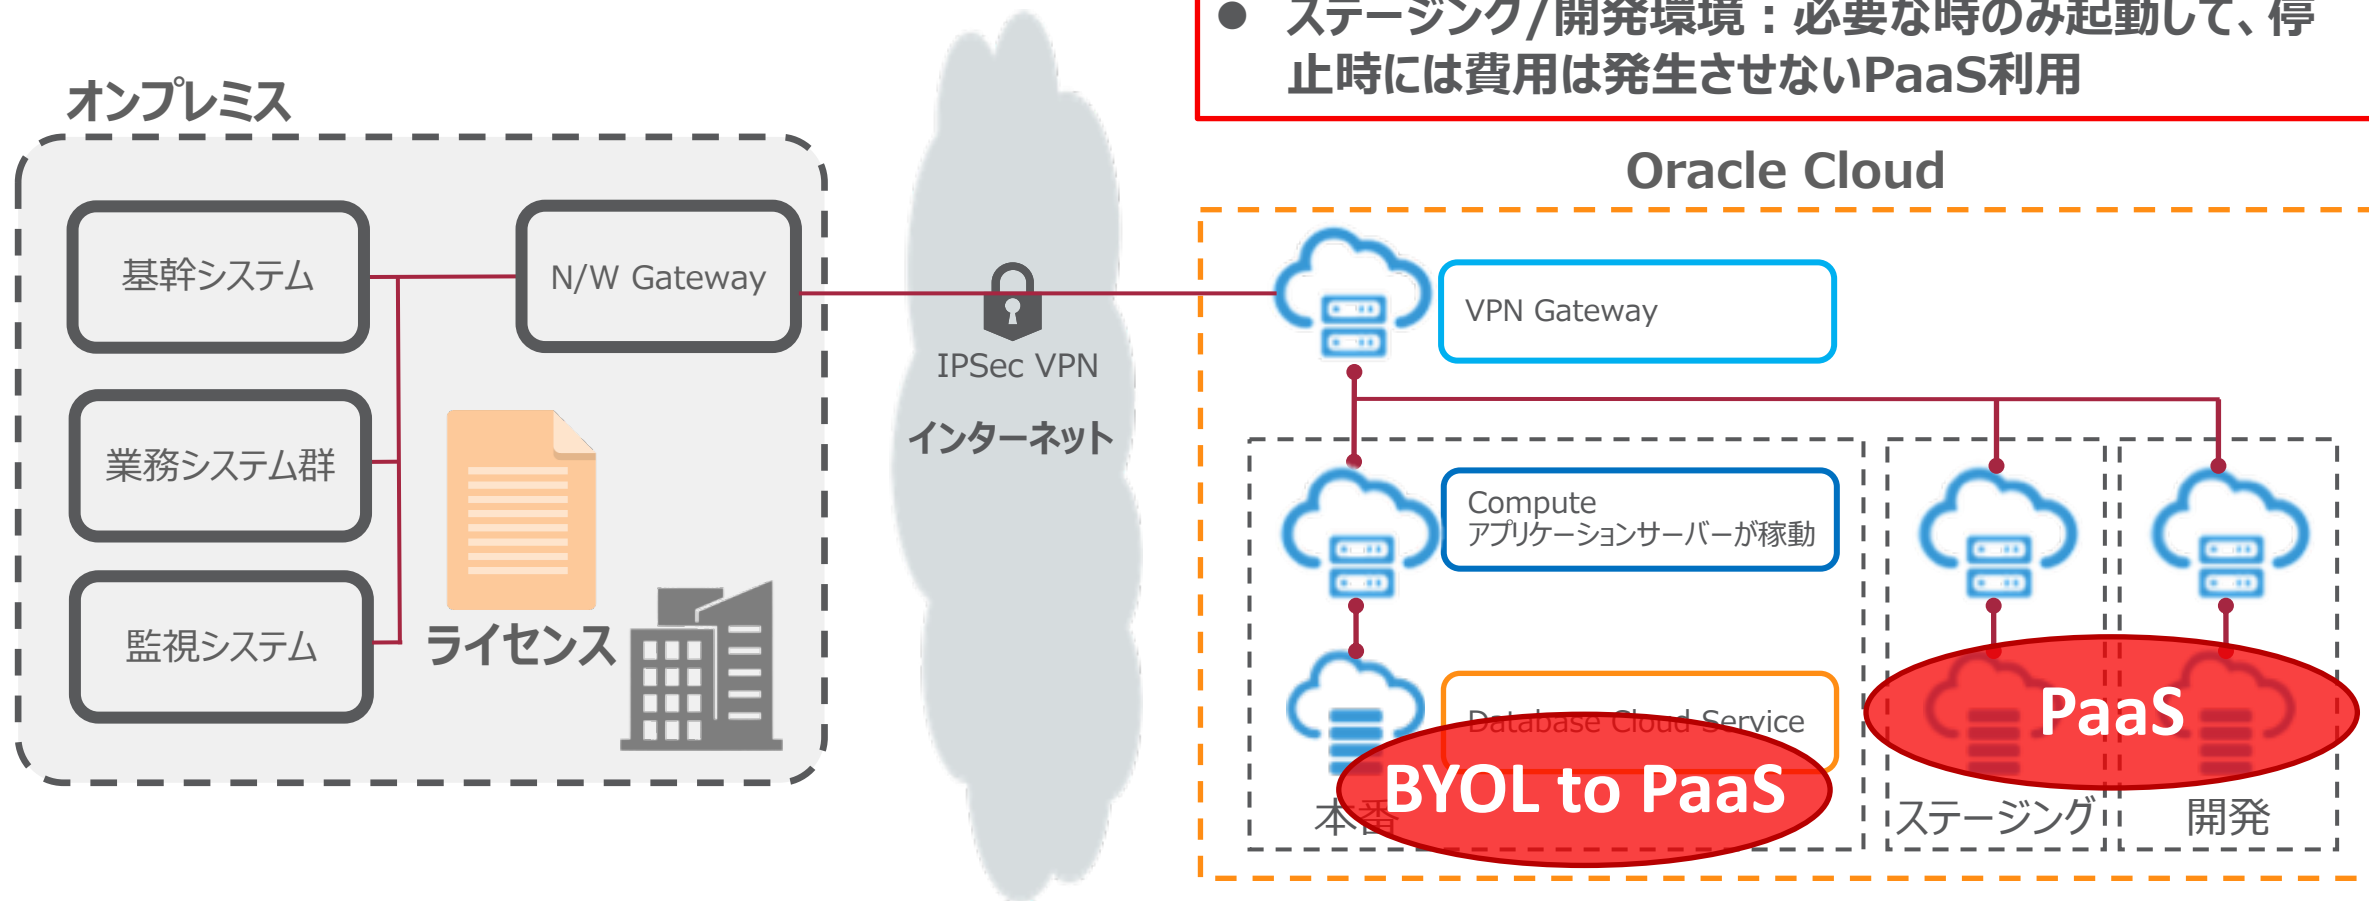 ● ステージング/開発環境：必要な時のみ起動して、停
止時には費用は発生させないPaaS利用
オンプレミス
Oracle Cloud
基幹システム
N/W Gateway
VPN Gateway
IPSec VPN
インターネット
業務システム群
Compute
アプリケーションサーバーが稼動
監視システム
ライセンス
Database Cloud Service
PaaS
BYOL to PaaS
本番
ステージング
開発